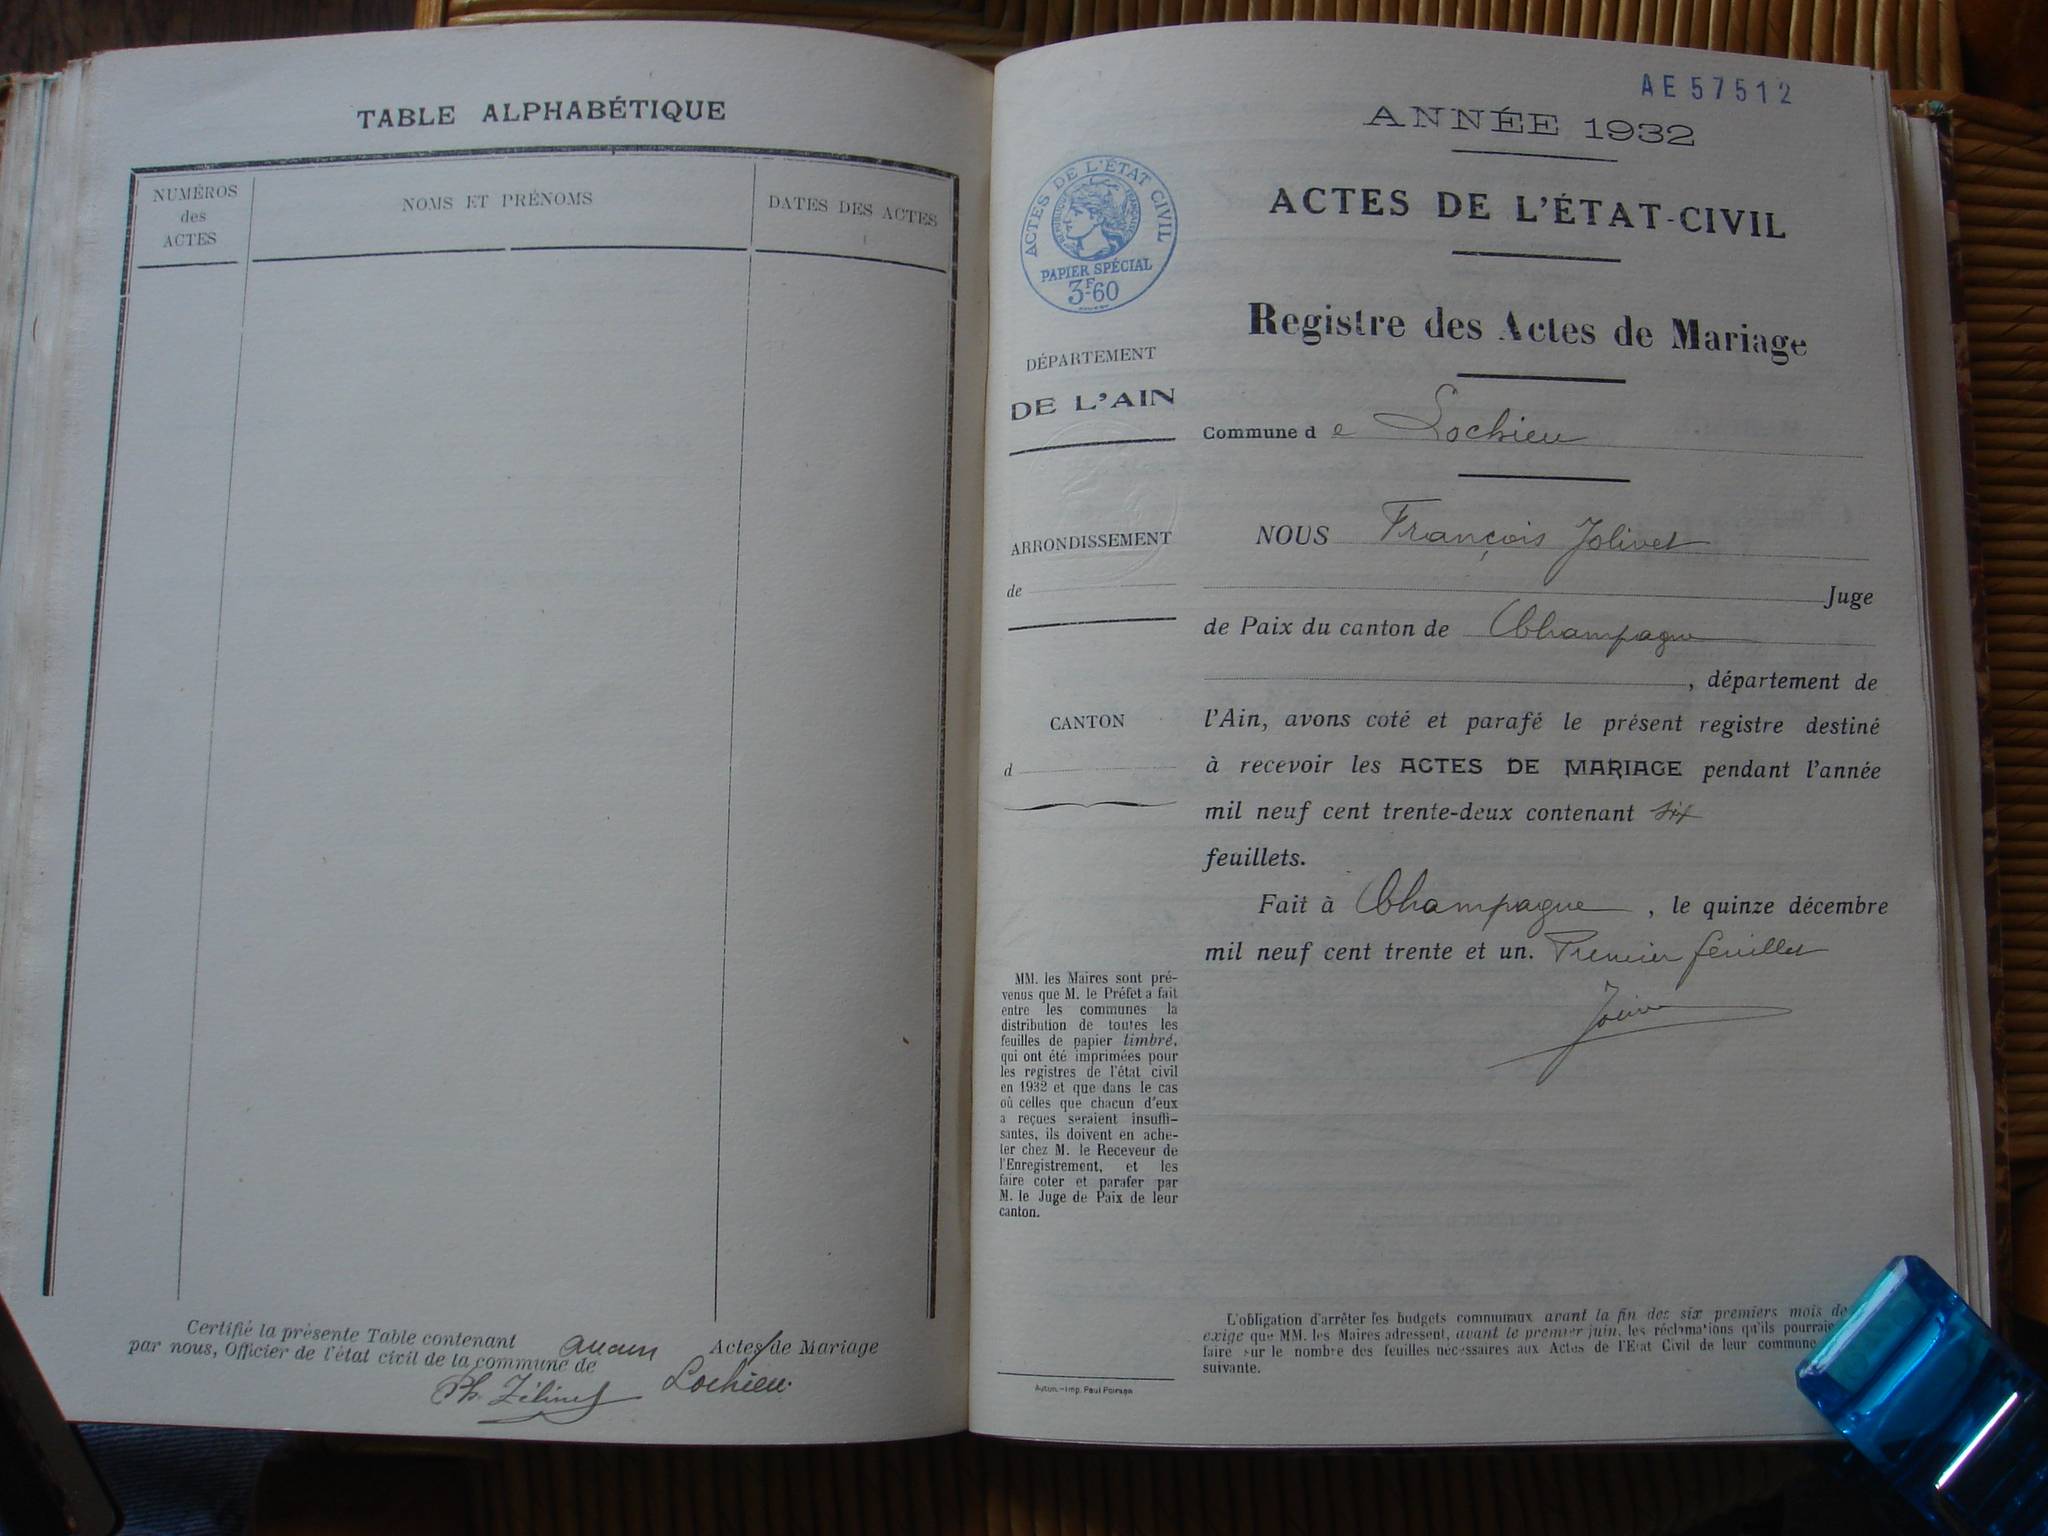 TABLE ALPHABÉTIQUE
NUMÉROS
des
ACTES
NOMS ET PRÉNOMS
DATES DES ACTES
Certifié la présente Table contenant aucun Actes de Mariage
par nous, Officier de l'état civil de la commune de Lochieu.
AE57512
ANNÉE 1932
ACTES DE L'ÉTAT-CIVIL
Registre des Actes de Mariage
ACTES DE L'ÉTAT CIVIL
RÉPUBLIQUE FRANÇAISE
PAPIER SPÉCIAL
3F60
DÉPARTEMENT
DE L'AIN
ARRONDISSEMENT
de
CANTON
d
MM. les Maires sont pré-
venus que M. le Préfet a fait
entre les communes la
distribution de toutes les
feuilles de papier timbré,
qui ont été imprimées pour
les registres de l'état civil
en 1932 et que dans le cas
où celles que chacun d'eux
a reçues seraient insuffi-
santes, ils doivent en ache-
ter chez M. le Receveur de
l'Enregistrement, et les
faire coter et parafer par
M. le Juge de Paix de leur
canton.
Commune de Lochieu
NOUS François Jolivet
Juge
de Paix du canton de Champagne
, département de
l'Ain, avons coté et parafé le présent registre destiné
à recevoir les ACTES DE MARIAGE pendant l'année
mil neuf cent trente-deux contenant six
feuillets.
Fait à Champagne, le quinze décembre
mil neuf cent trente et un. Premier feuillet
L'obligation d'arrêter les budgets communaux avant la fin des six premiers mois de
exige que MM. les Maires adressent, avant le premier juin, les réclamations qu'ils pourraie
faire sur le nombre des feuilles nécessaires aux Actes de l'Etat Civil de leur commune
suivante.
Autun.-Imp. Paul